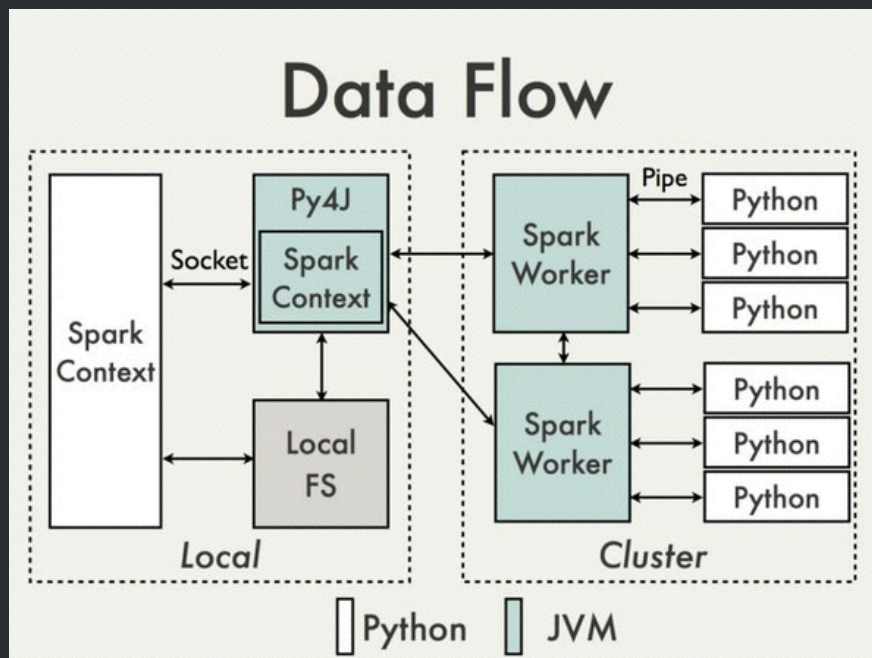 Data Flow
Spark
Context
Socket
Py4J
Spark
Context
Local
FS
Local
Spark
Worker
Spark
Worker
Pipe
Python
Python
Python
Python
Python
Python
Cluster
Python
JVM